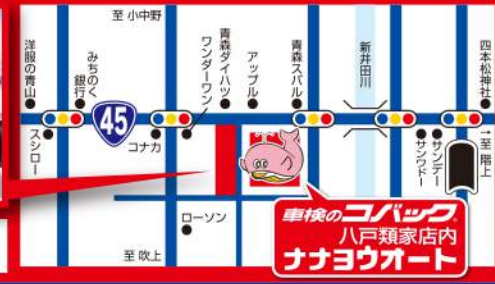 至 小中野
洋服の青山
みちのく
銀行
青森ダイハツ
ワンダーワン
アップル
青森スバル
新井田川
四本松神社
45
スシロー
コナカ
サンワドー
サンデー
→至 階上
ローソン
至 吹上
車検のコバック
八戸類家店内
ナナヨウオート